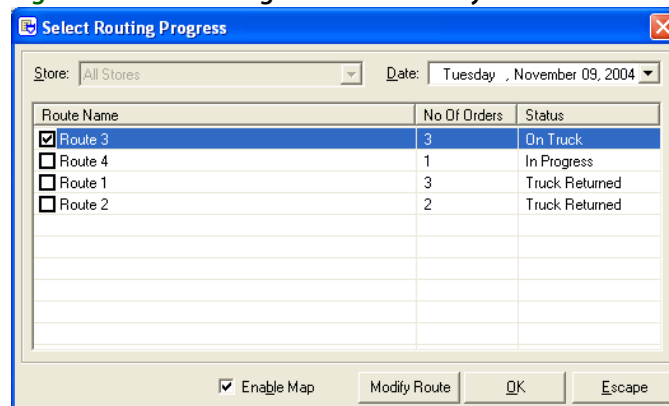 Select Routing Progress
Store: All Stores Date: Tuesday , November 09, 2004
Route Name No Of Orders Status
Route 3 3 On Truck
Route 4 1 In Progress
Route 1 3 Truck Returned
Route 2 2 Truck Returned
Enable Map Modify Route OK Escape